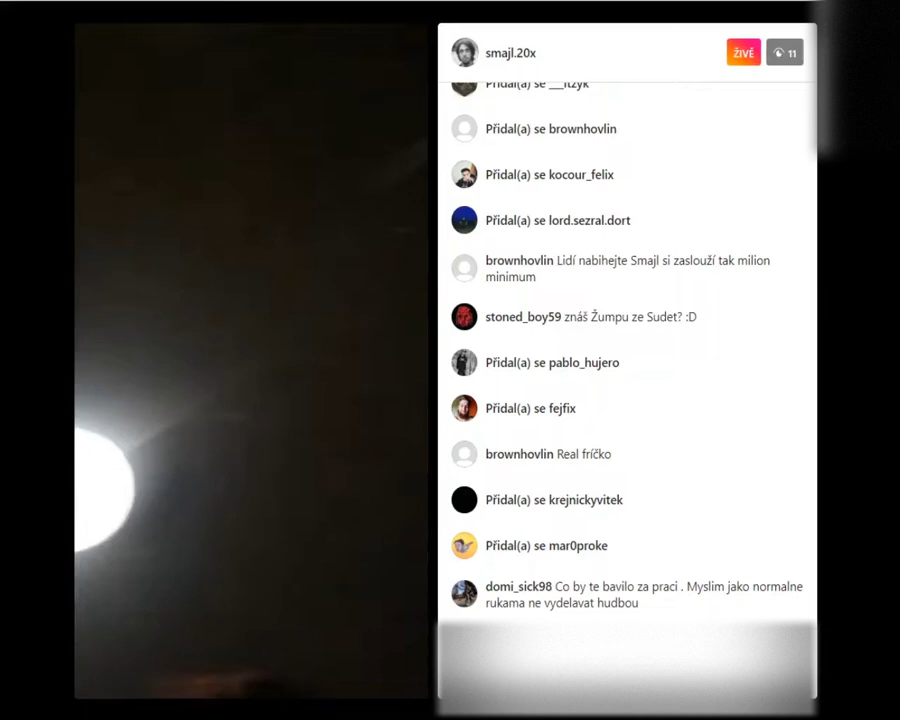 smajl.20x
ŽIVĚ
11
Přidal(a) se ___itzyk
Přidal(a) se brownhovlin
Přidal(a) se kocour_felix
Přidal(a) se lord.sezral.dort
brownhovlin Lidí nabihejte Smajl si zaslouží tak milion
minimum
stoned_boy59 znáš Žumpu ze Sudet? :D
Přidal(a) se pablo_hujero
Přidal(a) se fejfix
brownhovlin Real fríčko
Přidal(a) se krejnickyvitek
Přidal(a) se mar0proke
domi_sick98 Co by te bavilo za praci . Myslim jako normalne
rukama ne vydelavat hudbou